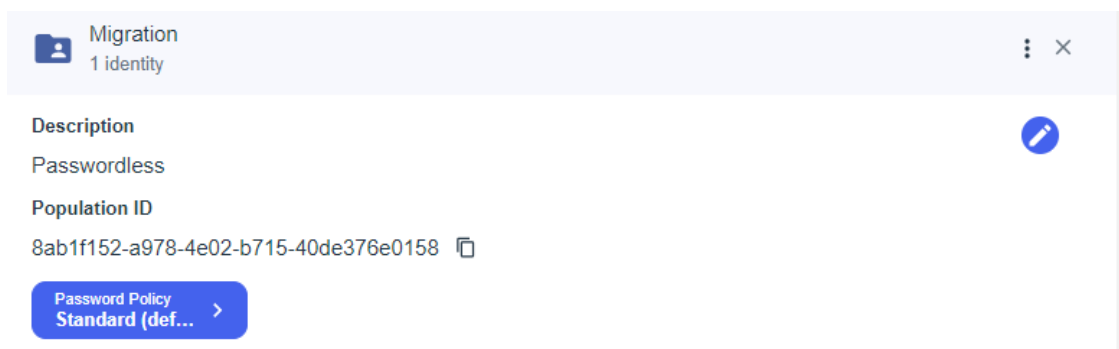 Migration
1 identity
Description
Passwordless
Population ID
8ab1f152-a978-4e02-b715-40de376e0158
Password Policy
Standard (def...